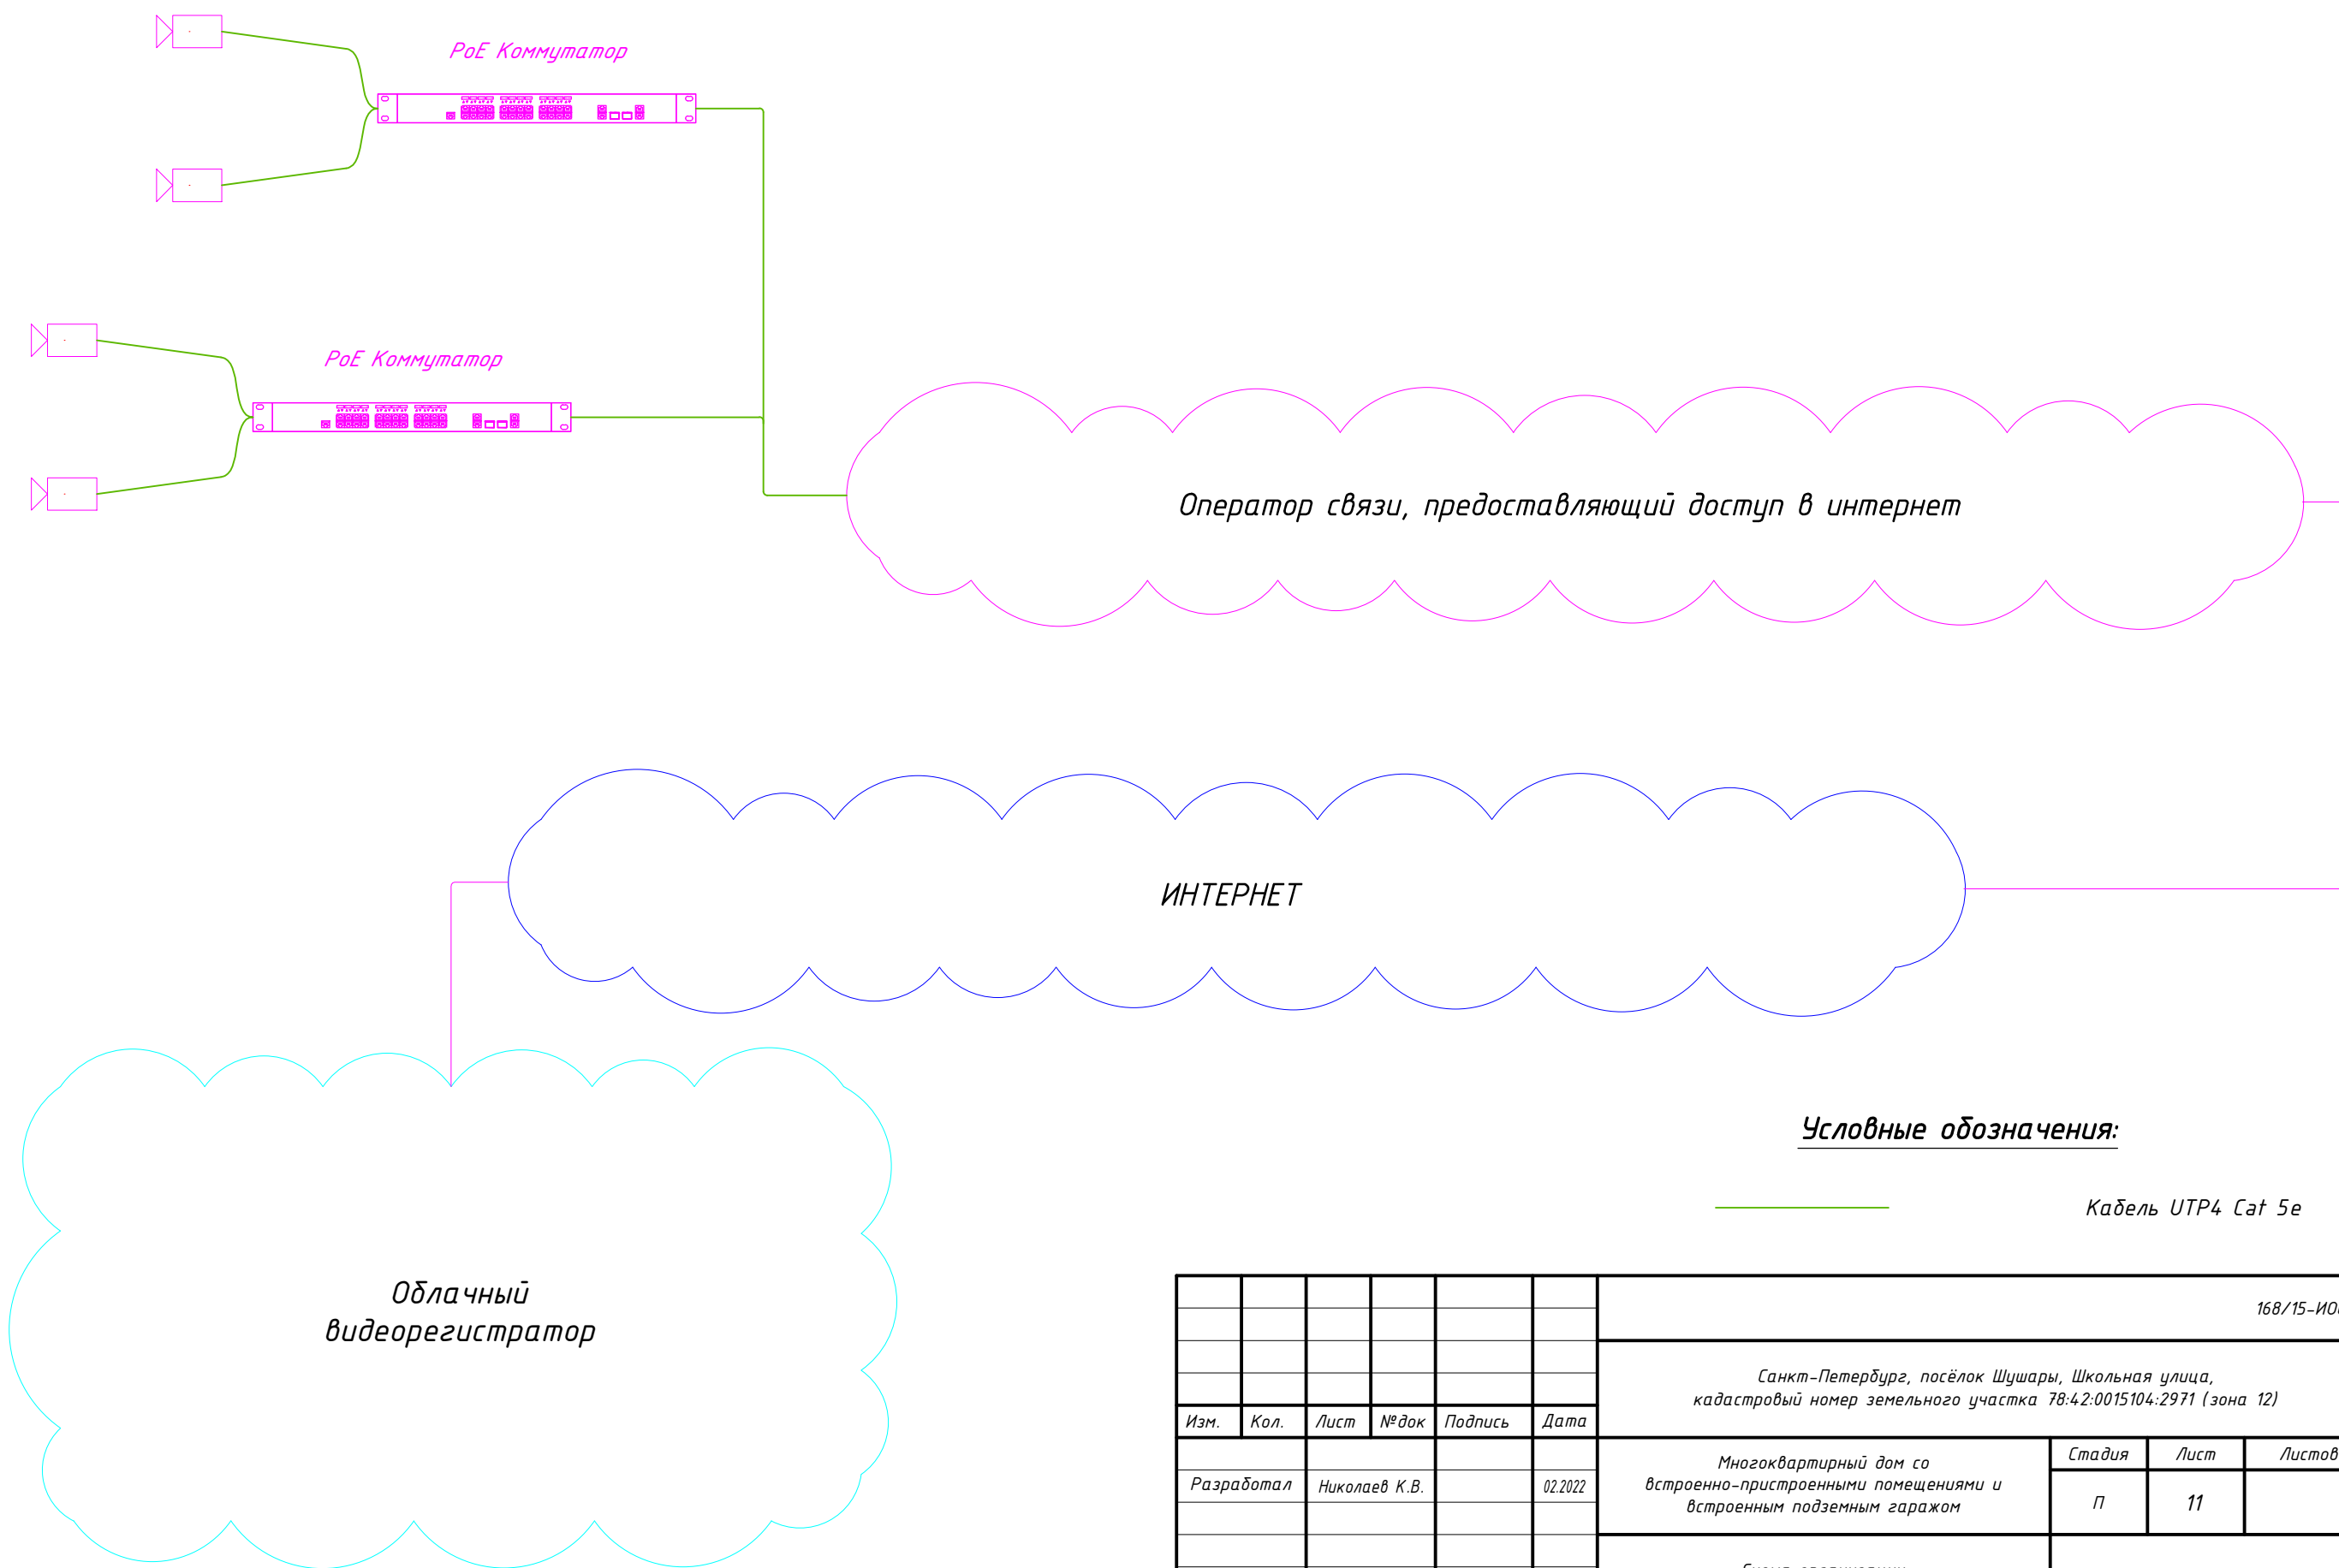 PoE Коммутатор
PoE Коммутатор
Оператор связи, предоставляющий доступ в интернет
ИНТЕРНЕТ
Условные обозначения:
Кабель UTP4 Cat 5e
Облачный
видеорегистратор
168/15-ИО
Санкт-Петербург, посёлок Шушары, Школьная улица,
кадастровый номер земельного участка 78:42:0015104:2971 (зона 12)
Изм. Кол. Лист №док Подпись Дата
Многоквартирный дом со
встроенно-пристроенными помещениями и
встроенным подземным гаражом
Стадия Лист Листов
Разработал Николаев К.В. 02.2022
П 11